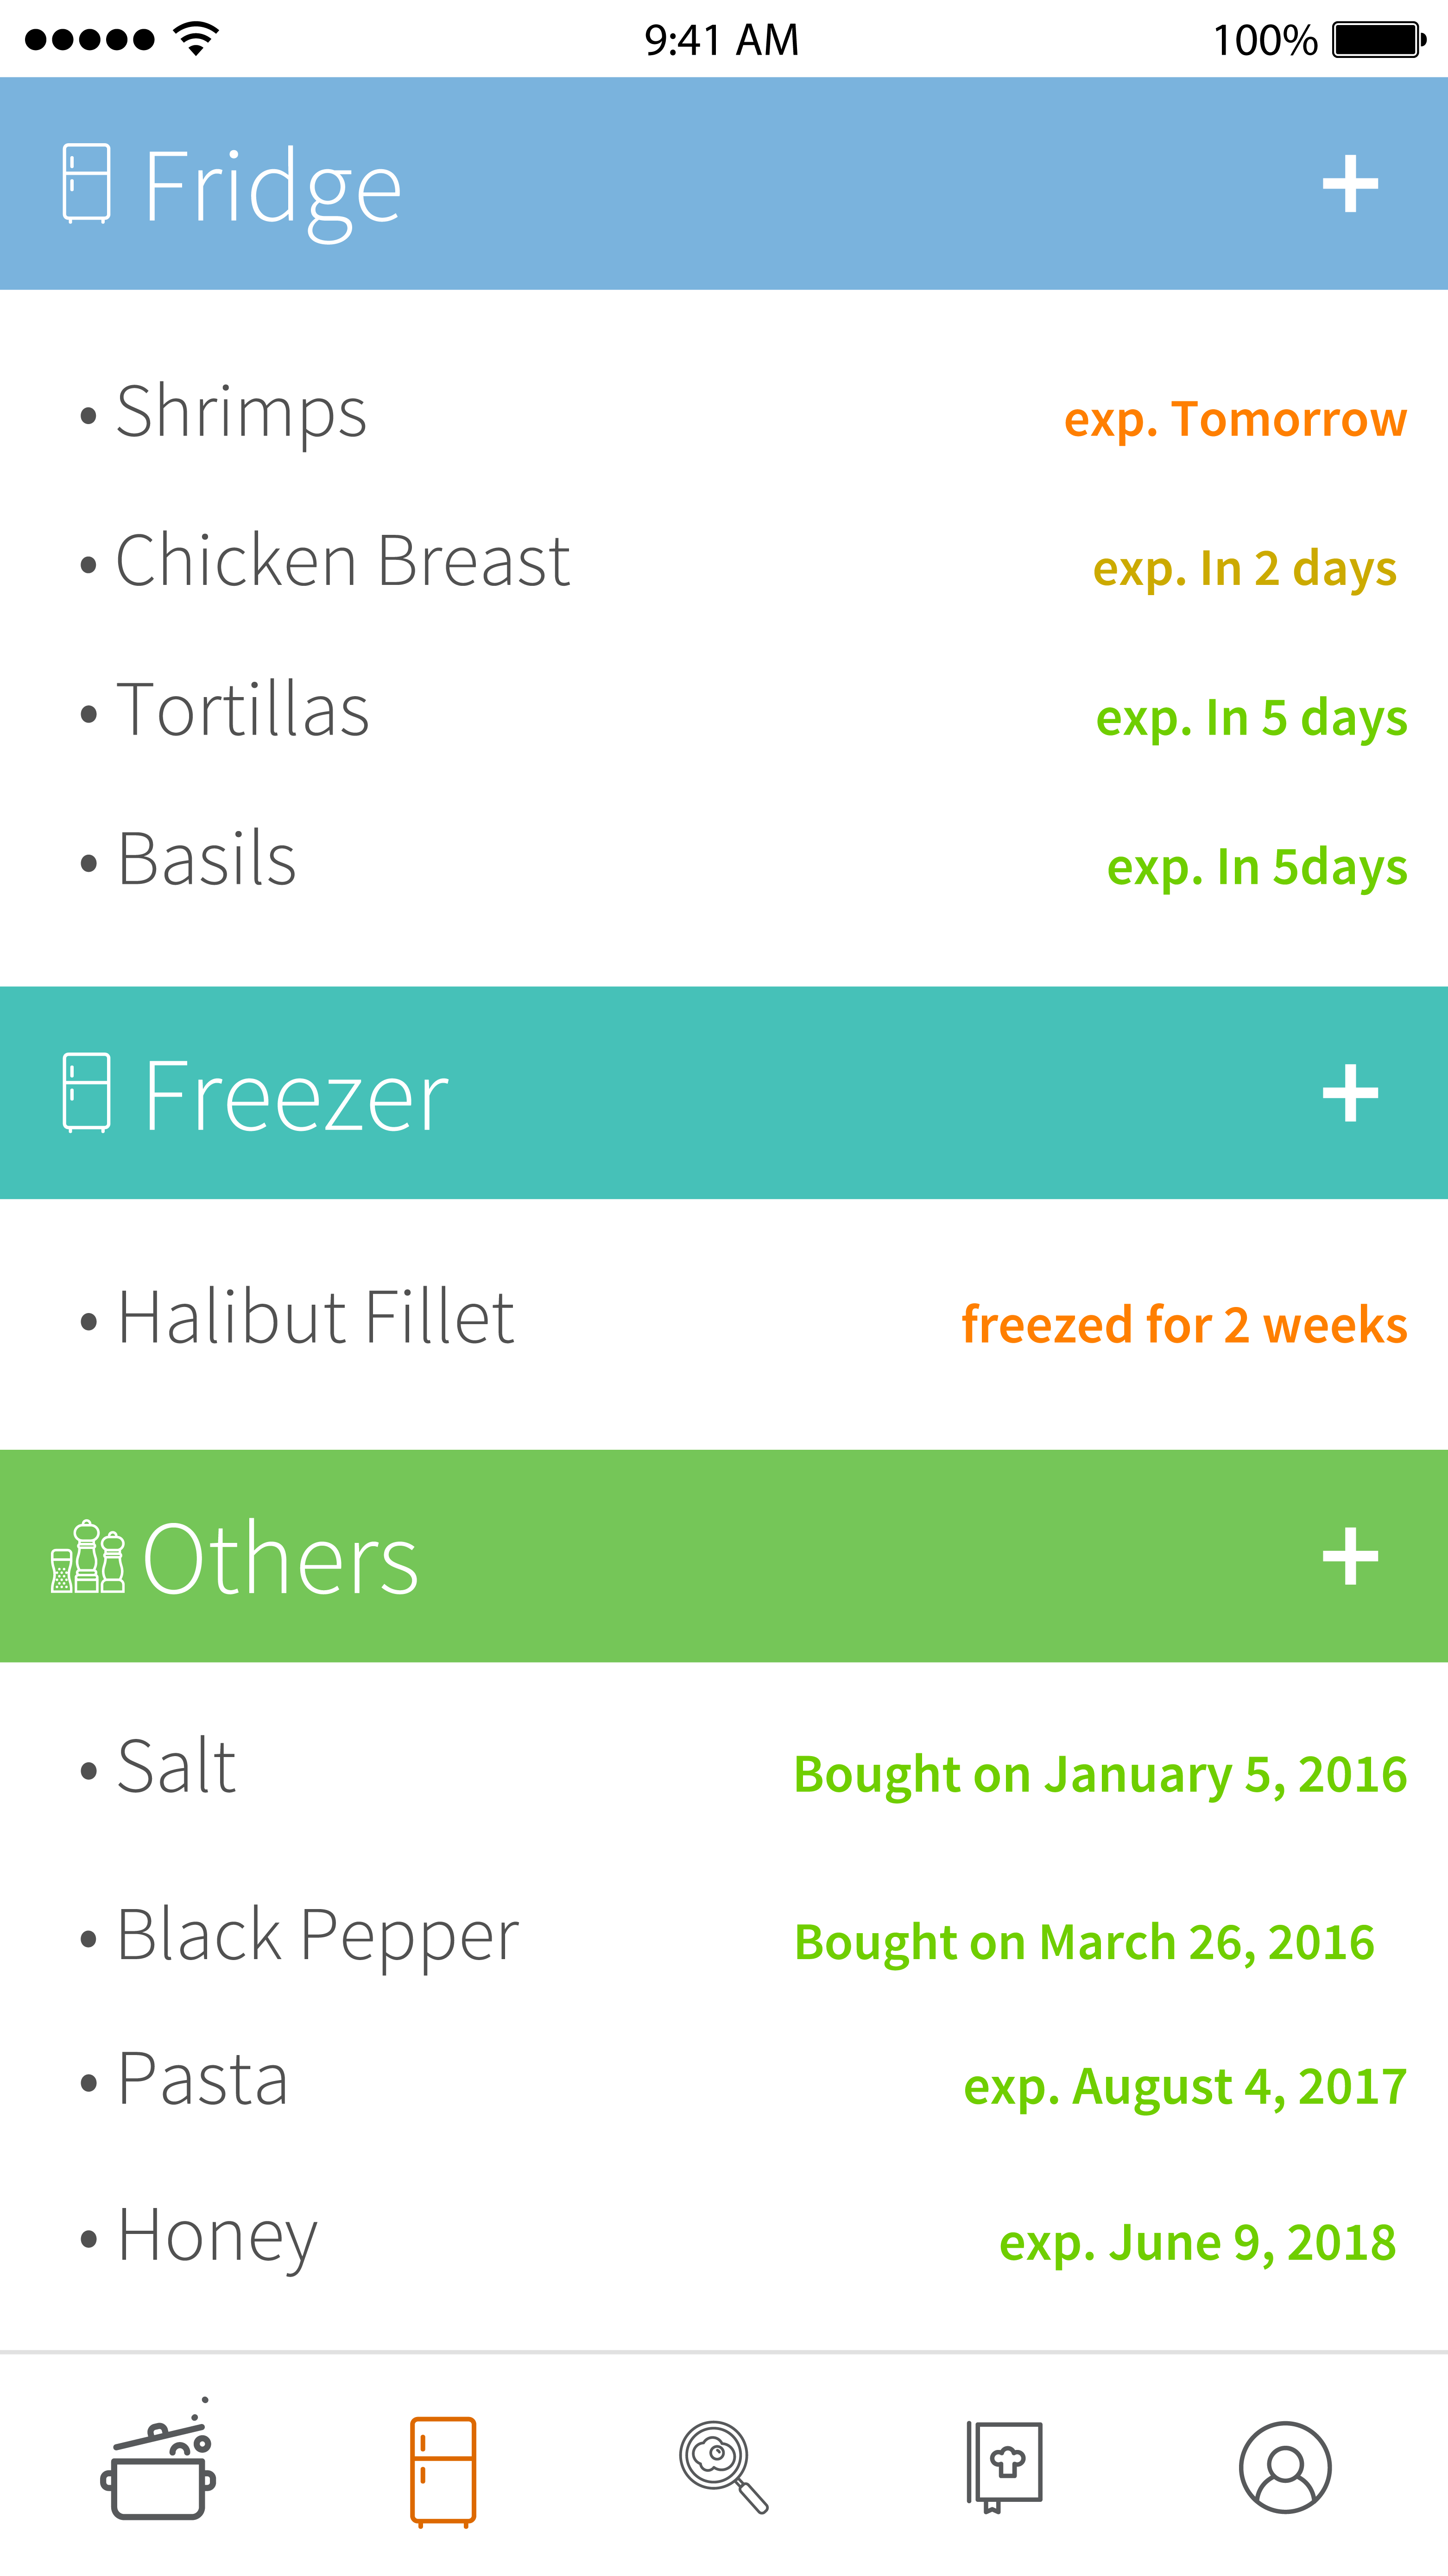 9:41 AM 100%
Fridge
• Shrimps exp. Tomorrow
• Chicken Breast exp. In 2 days
• Tortillas exp. In 5 days
• Basils exp. In 5days
Freezer
• Halibut Fillet freezed for 2 weeks
Others
• Salt Bought on January 5, 2016
• Black Pepper Bought on March 26, 2016
• Pasta exp. August 4, 2017
• Honey exp. June 9, 2018